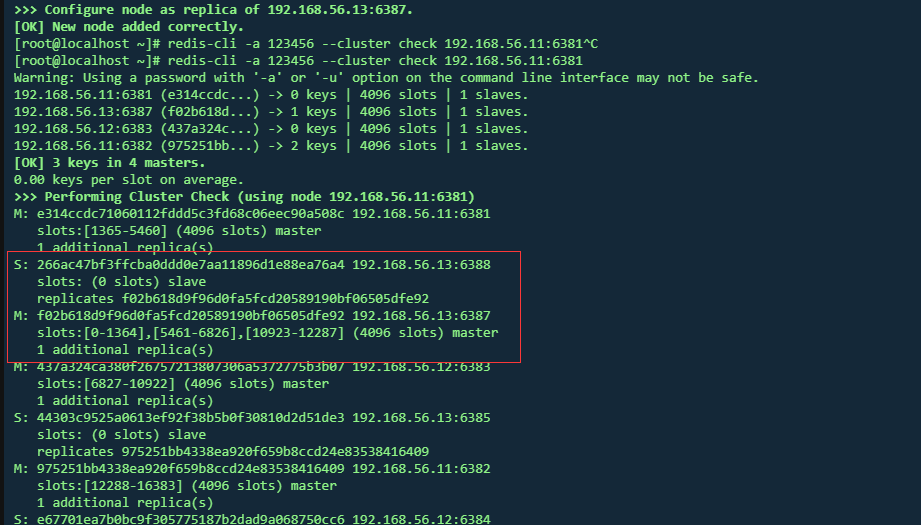 >>> Configure node as replica of 192.168.56.13:6387.
[OK] New node added correctly.
[root@localhost ~]# redis-cli -a 123456 --cluster check 192.168.56.11:6381^C
[root@localhost ~]# redis-cli -a 123456 --cluster check 192.168.56.11:6381
Warning: Using a password with '-a' or '-u' option on the command line interface may not be safe.
192.168.56.11:6381 (e314ccdc...) -> 0 keys | 4096 slots | 1 slaves.
192.168.56.13:6387 (f02b618d...) -> 1 keys | 4096 slots | 1 slaves.
192.168.56.12:6383 (437a324c...) -> 0 keys | 4096 slots | 1 slaves.
192.168.56.11:6382 (975251bb...) -> 2 keys | 4096 slots | 1 slaves.
[OK] 3 keys in 4 masters.
0.00 keys per slot on average.
>>> Performing Cluster Check (using node 192.168.56.11:6381)
M: e314ccdc71060112fddd5c3fd68c06eec90a508c 192.168.56.11:6381
slots:[1365-5460] (4096 slots) master
1 additional replica(s)
S: 266ac47bf3ffcba0ddd0e7aa11896d1e88ea76a4 192.168.56.13:6388
slots: (0 slots) slave
replicates f02b618d9f96d0fa5fcd20589190bf06505dfe92
M: f02b618d9f96d0fa5fcd20589190bf06505dfe92 192.168.56.13:6387
slots:[0-1364],[5461-6826],[10923-12287] (4096 slots) master
1 additional replica(s)
M: 437a324ca380f26757213807306a5372775b3b07 192.168.56.12:6383
slots:[6827-10922] (4096 slots) master
1 additional replica(s)
S: 44303c9525a0613ef92f38b5b0f30810d2d51de3 192.168.56.13:6385
slots: (0 slots) slave
replicates 975251bb4338ea920f659b8ccd24e83538416409
M: 975251bb4338ea920f659b8ccd24e83538416409 192.168.56.11:6382
slots:[12288-16383] (4096 slots) master
1 additional replica(s)
S: e67701ea7b0bc9f305775187b2dad9a068750cc6 192.168.56.12:6384